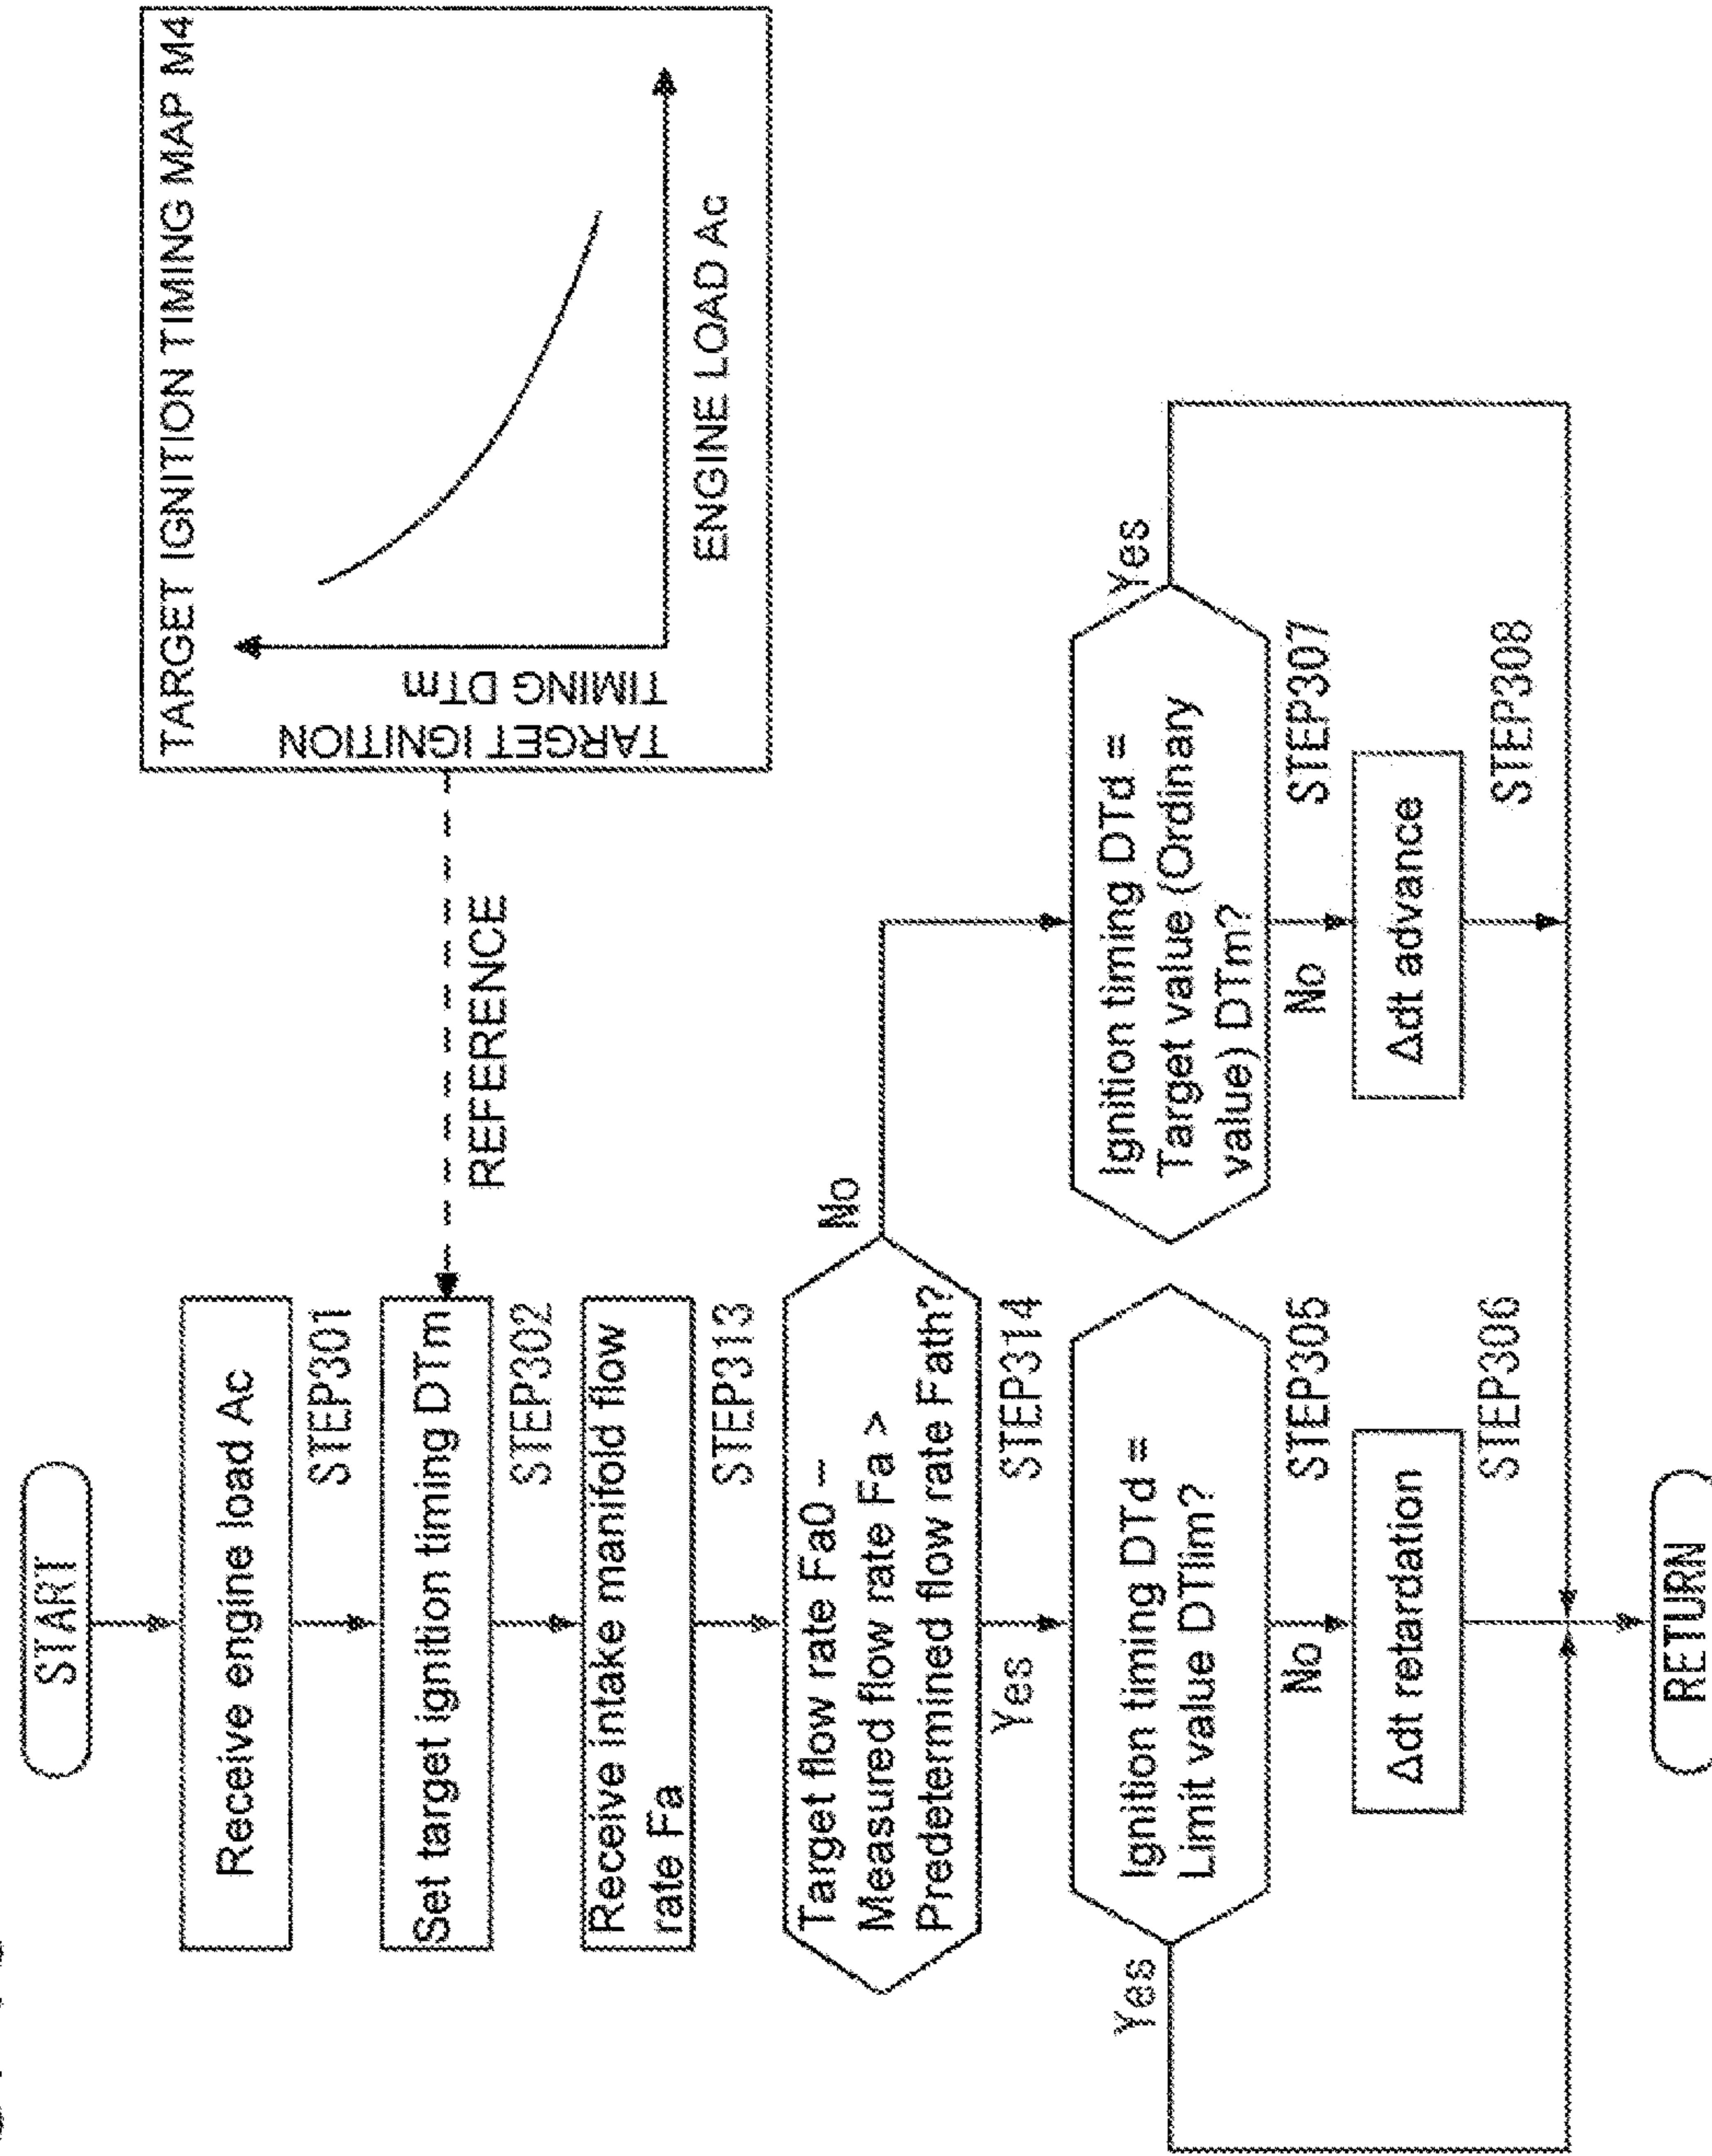 START
Receive engine load Ac
STEP301
TARGET IGNITION TIMING MAP M4
TARGET IGNITION
TIMING DTm
ENGINE LOAD Ac
REFERENCE
Set target ignition timing DTm
STEP302
Receive intake manifold flow
rate Fa
STEP313
Target flow rate Fa0 --
Measured flow rate Fa >
Predetermined flow rate Fath?
No
STEP314
Yes
Yes
Ignition timing DTd =
Limit value DTlim?
STEP305
No
Δdt retardation
STEP306
Ignition timing DTd =
Target value (Ordinary
value) DTm?
Yes
STEP307
No
Δdt advance
STEP308
RETURN